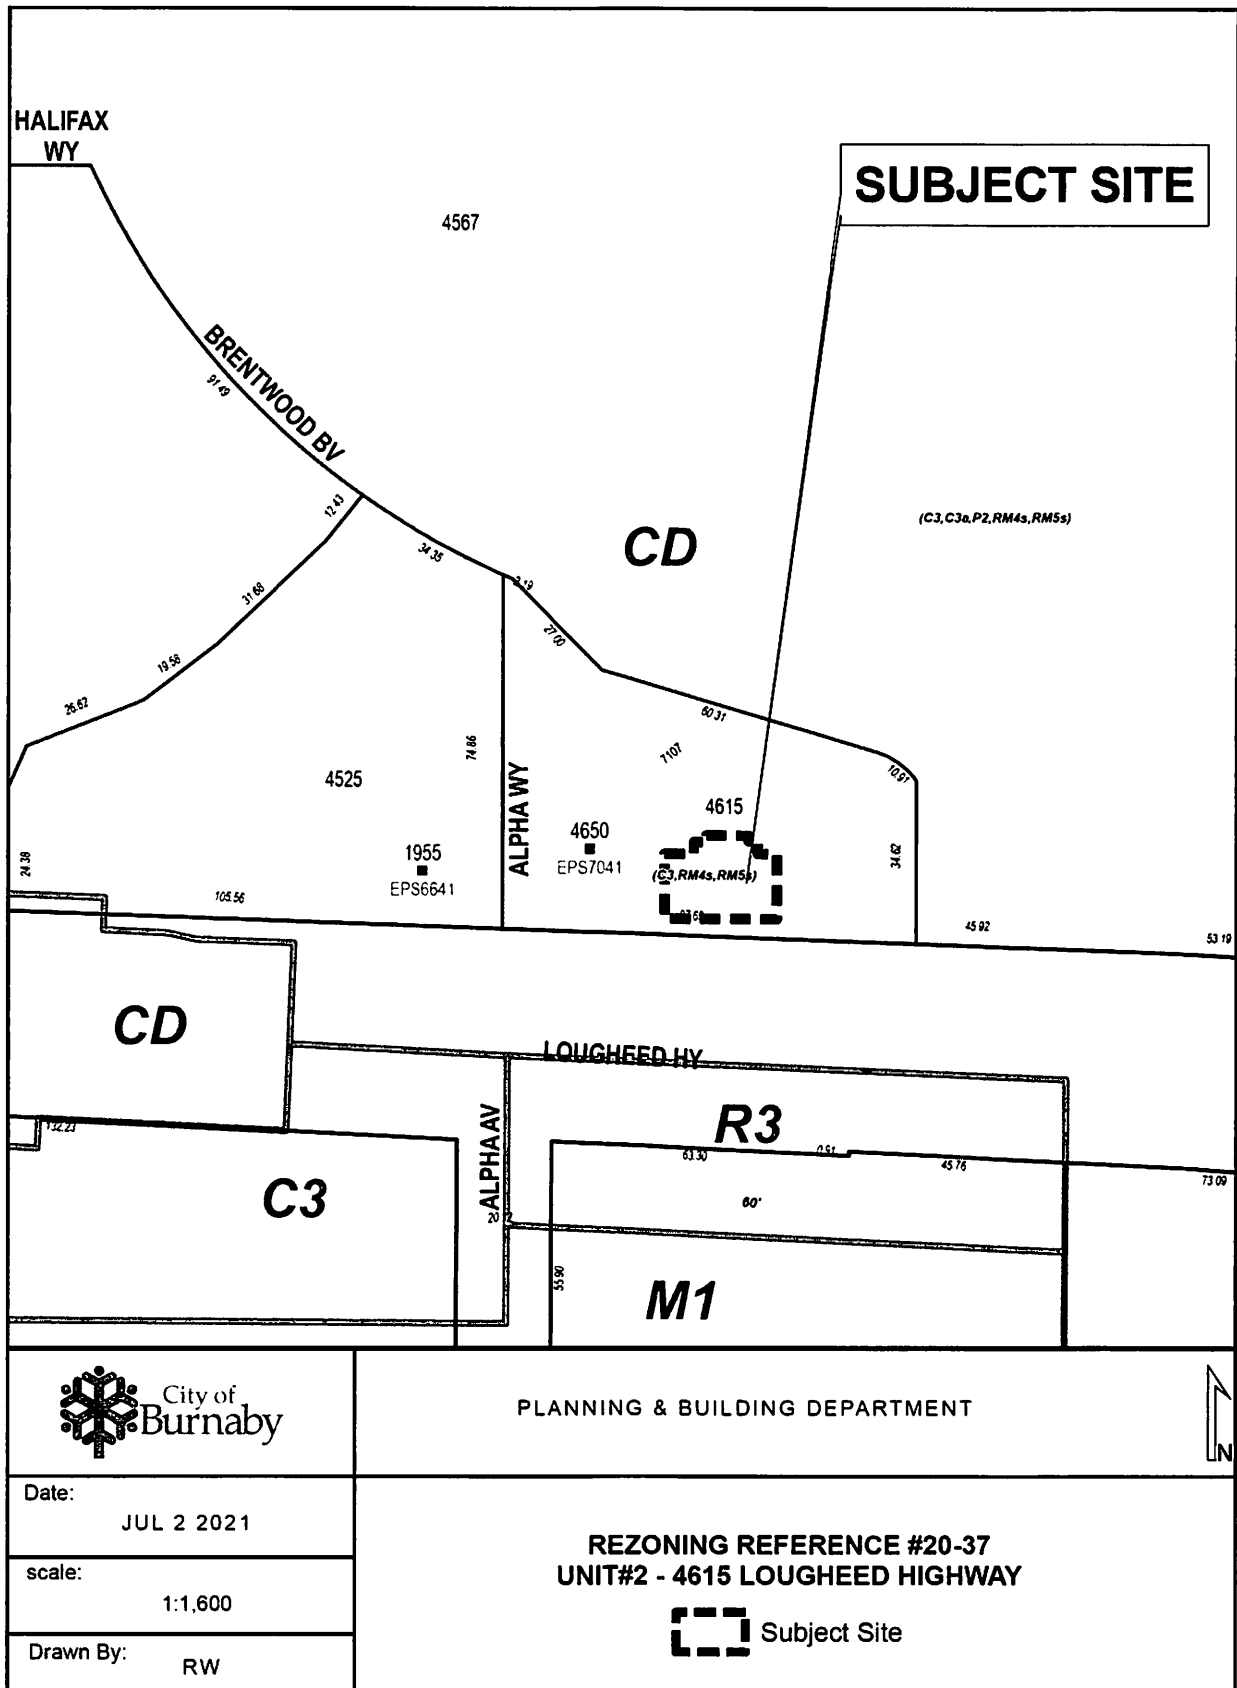 HALIFAX
WY
SUBJECT SITE
4567
BRENTWOOD BV
91.49
12.43
34.35
CD
(C3,C3a,P2,RM4s,RM5s)
3.19
31.68
27.00
19.58
26.62
60.31
7107
74.86
10.91
4525
ALPHA WY
4615
4650
EPS7041
1955
EPS6641
34.62
24.38
(C3,RM4s,RM5s)
105.56
45.92
53.19
CD
LOUGHEED HY
R3
ALPHA AV
132.23
63.30
0.91
45.76
73.09
C3
60'
55.90
M1
City of
Burnaby
PLANNING & BUILDING DEPARTMENT
N
Date:
JUL 2 2021
scale:
1:1,600
Drawn By:
RW
REZONING REFERENCE #20-37
UNIT#2 - 4615 LOUGHEED HIGHWAY
Subject Site